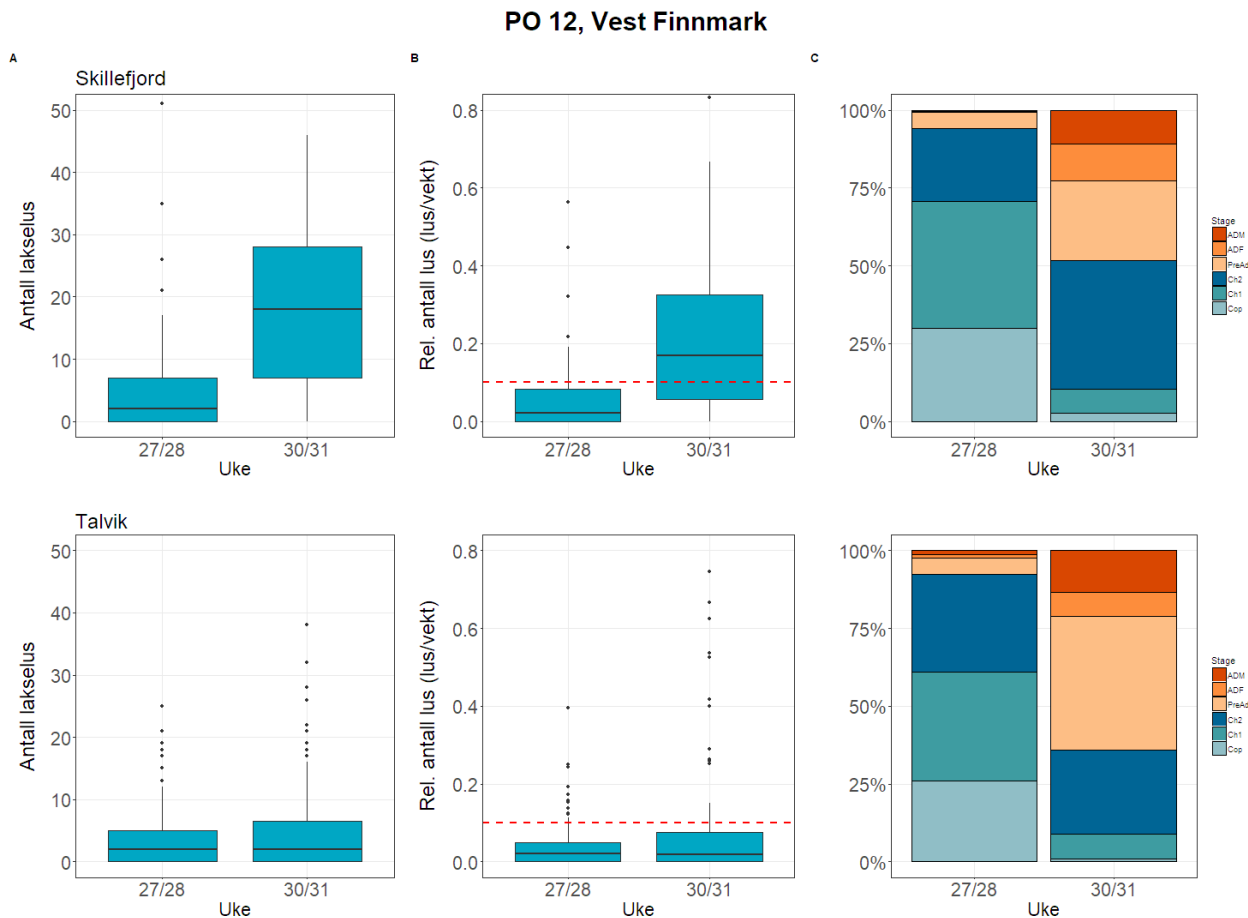 PO 12, Vest Finnmark
A
B
C
Skillefjord
Antall lakselus
50
40
30
20
10
0
27/28
30/31
Uke
Rel. antall lus (lus/vekt)
0.8
0.6
0.4
0.2
0.0
27/28
30/31
Uke
100%
75%
50%
25%
0%
27/28
30/31
Uke
Stage
ADM
ADF
PreAd
Ch2
Ch1
Cop
Talvik
Antall lakselus
50
40
30
20
10
0
27/28
30/31
Uke
Rel. antall lus (lus/vekt)
0.8
0.6
0.4
0.2
0.0
27/28
30/31
Uke
100%
75%
50%
25%
0%
27/28
30/31
Uke
Stage
ADM
ADF
PreAd
Ch2
Ch1
Cop